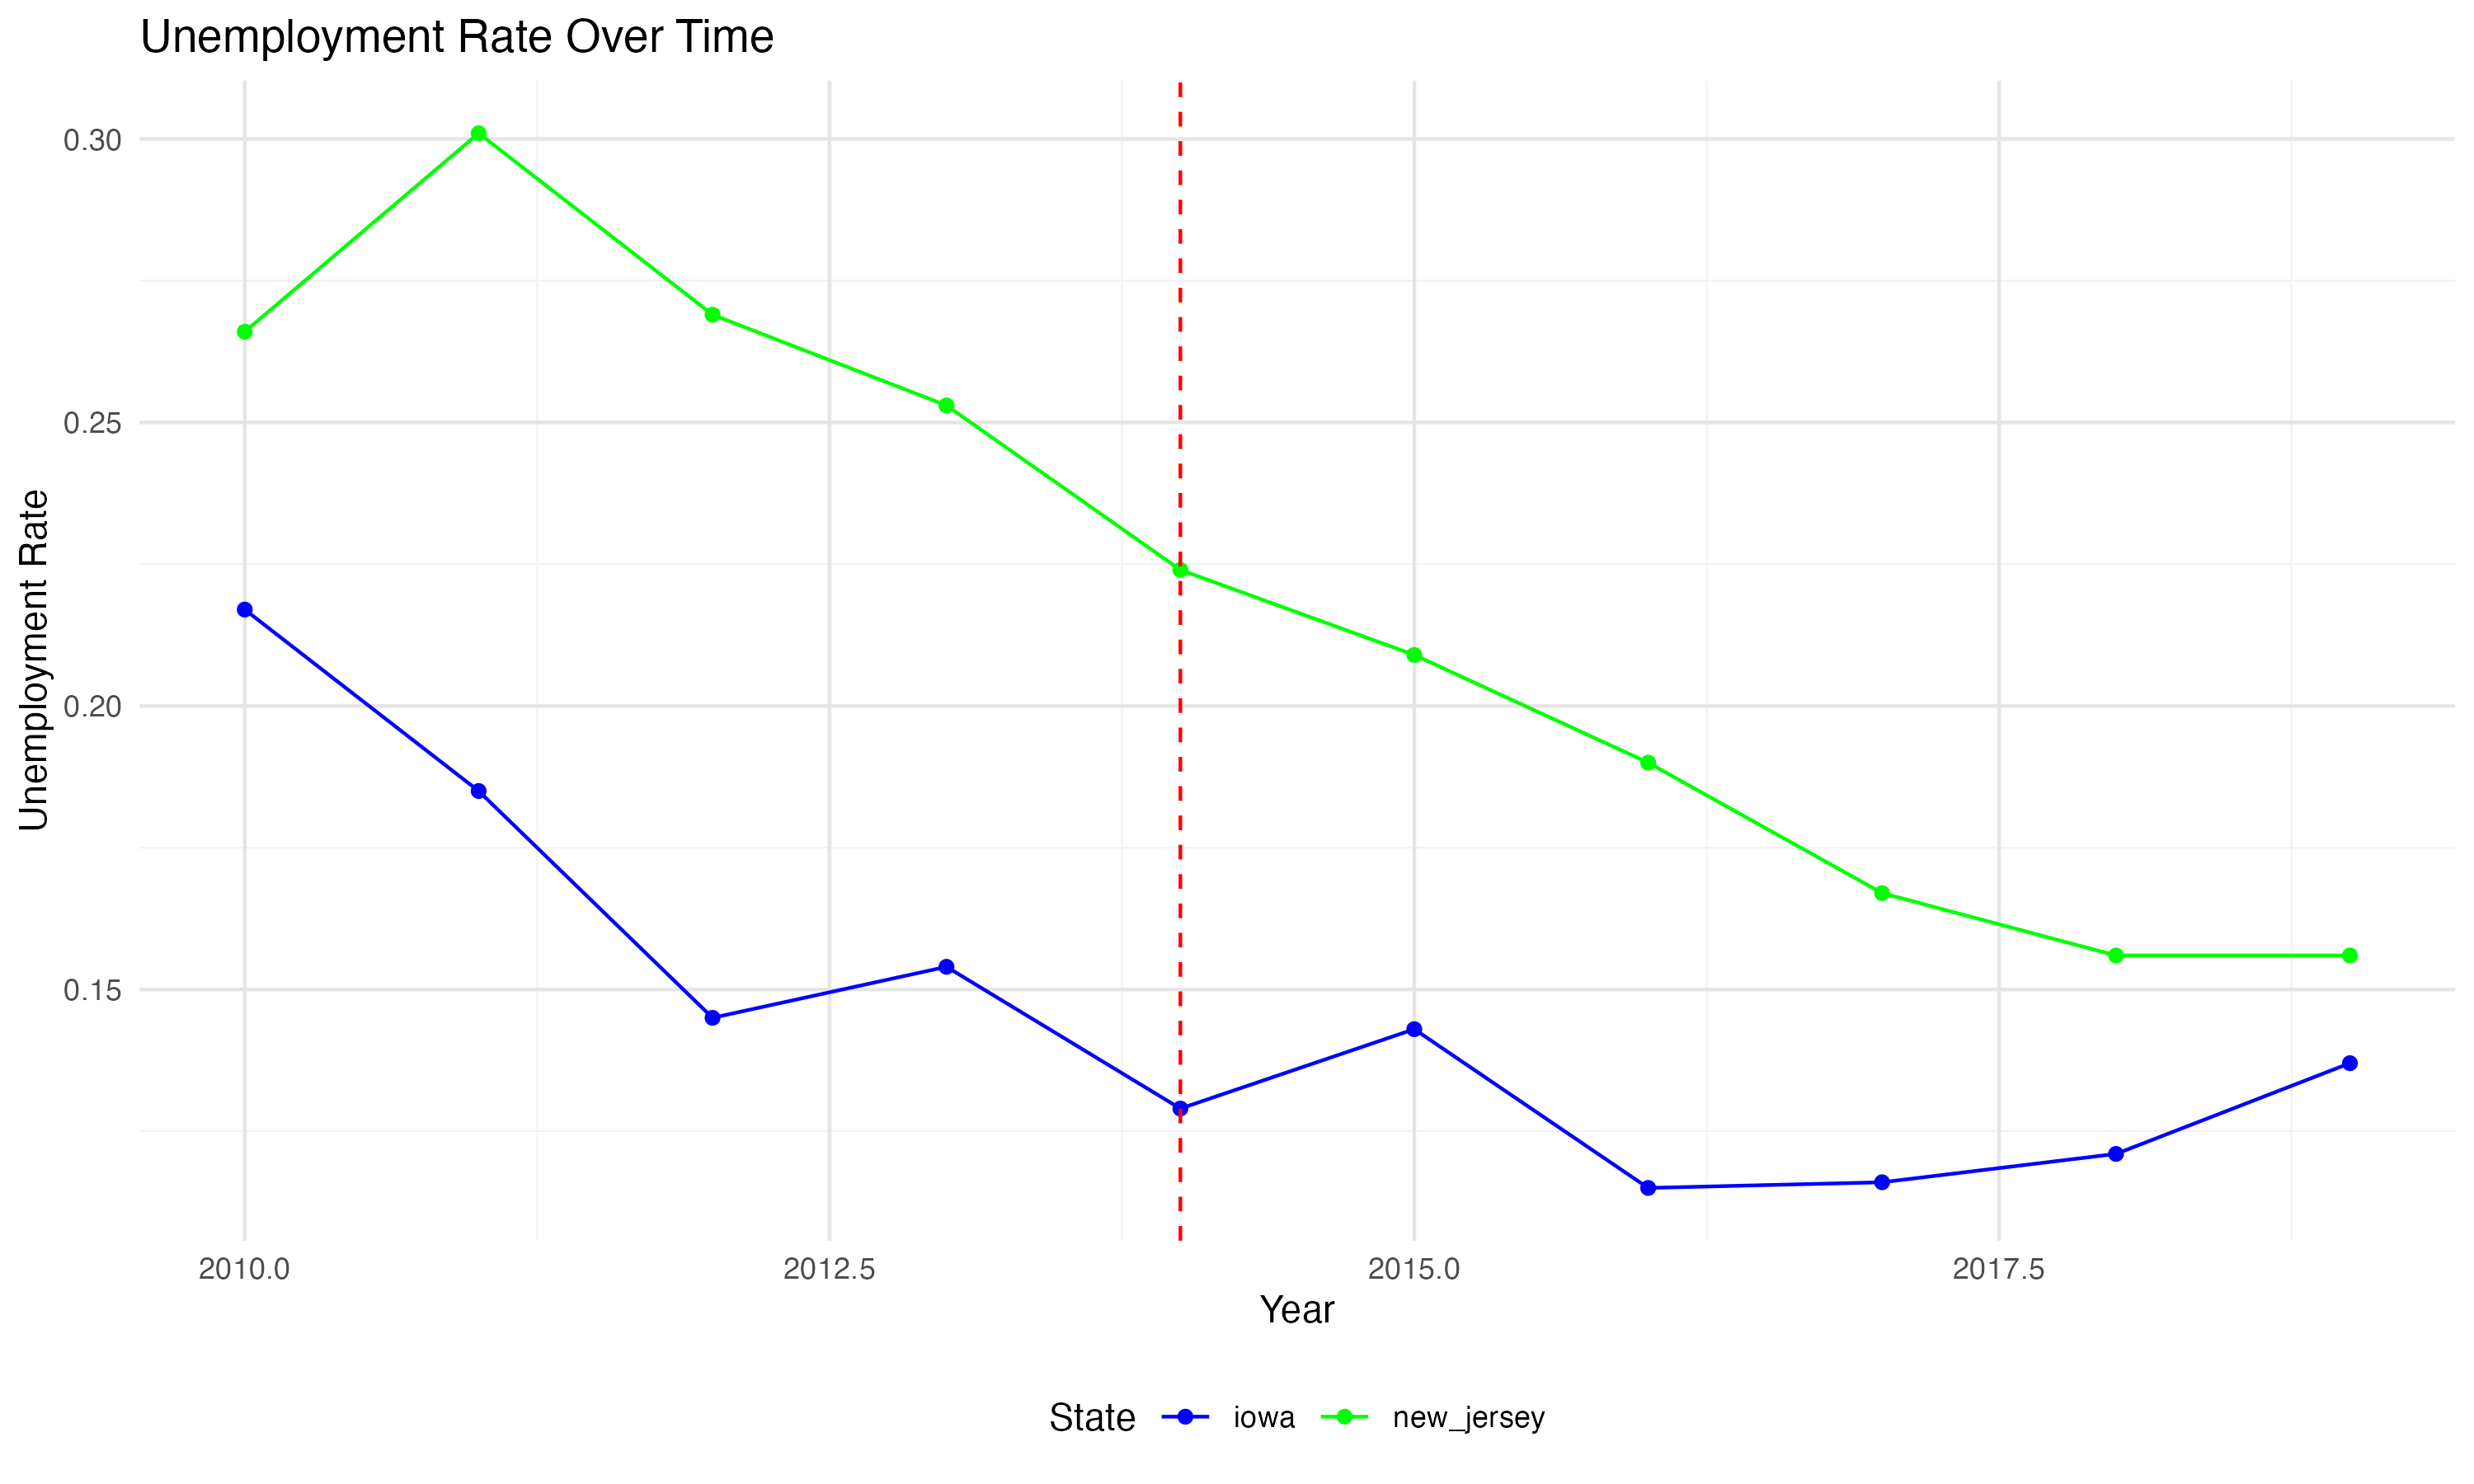 Unemployment Rate Over Time
Unemployment Rate
0.30
0.25
0.20
0.15
2010.0 2012.5 2015.0 2017.5
Year
State iowa new_jersey